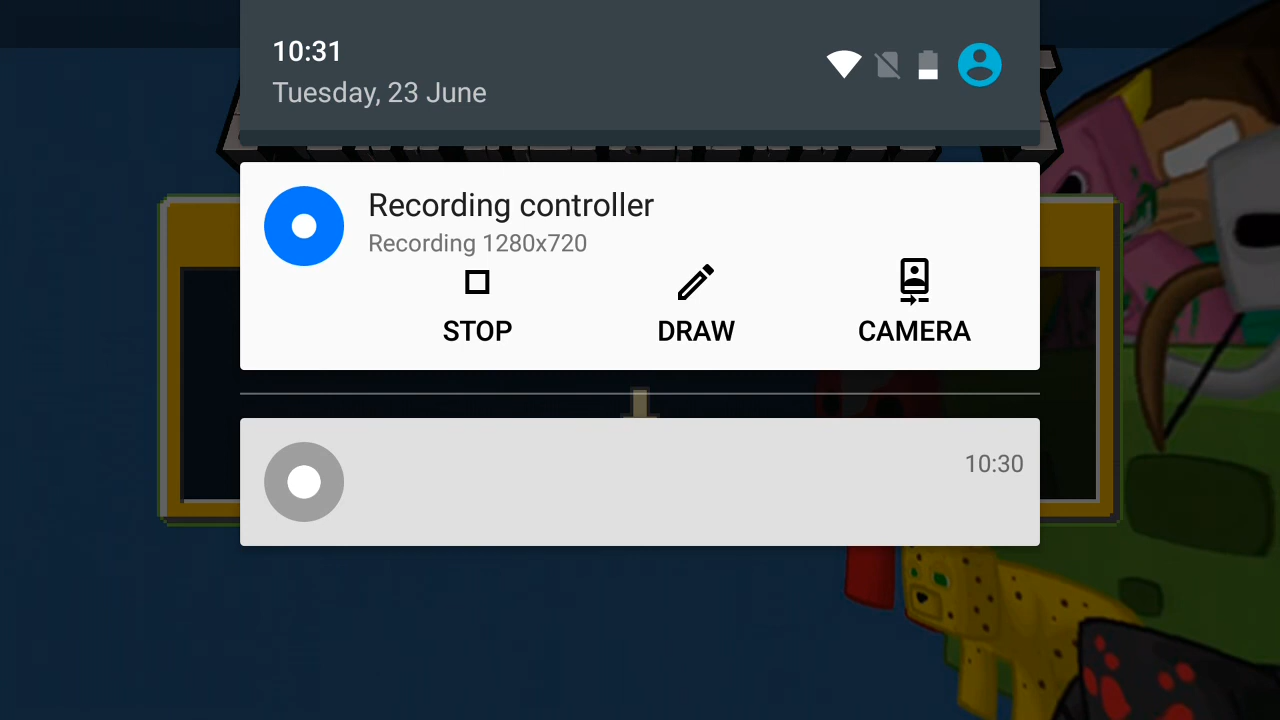 10:31
Tuesday, 23 June
Recording controller
Recording 1280x720
STOP DRAW CAMERA
10:30